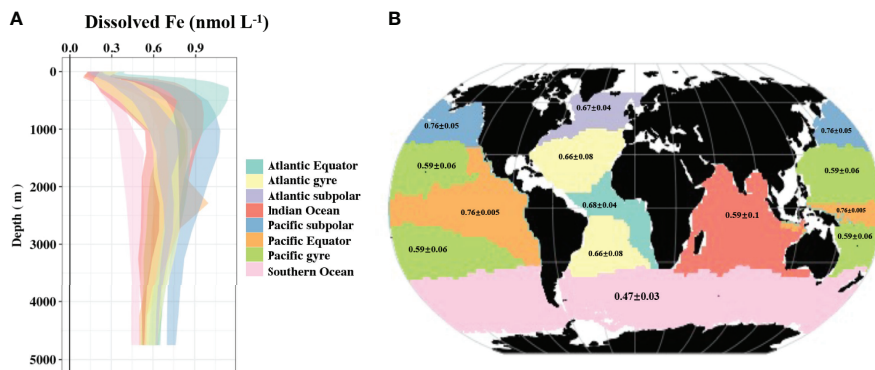 A
Dissolved Fe (nmol L-1)
0.0 0.3 0.6 0.9
0
1000
2000
3000
4000
5000
Depth ( m )
Atlantic Equator
Atlantic gyre
Atlantic subpolar
Indian Ocean
Pacific subpolar
Pacific Equator
Pacific gyre
Southern Ocean
B
0.67±0.04
0.76±0.05
0.76±0.05
0.66±0.08
0.59±0.06
0.59±0.06
0.68±0.04
0.59±0.1
0.76±0.005
0.76±0.005
0.59±0.06
0.66±0.08
0.59±0.06
0.47±0.03